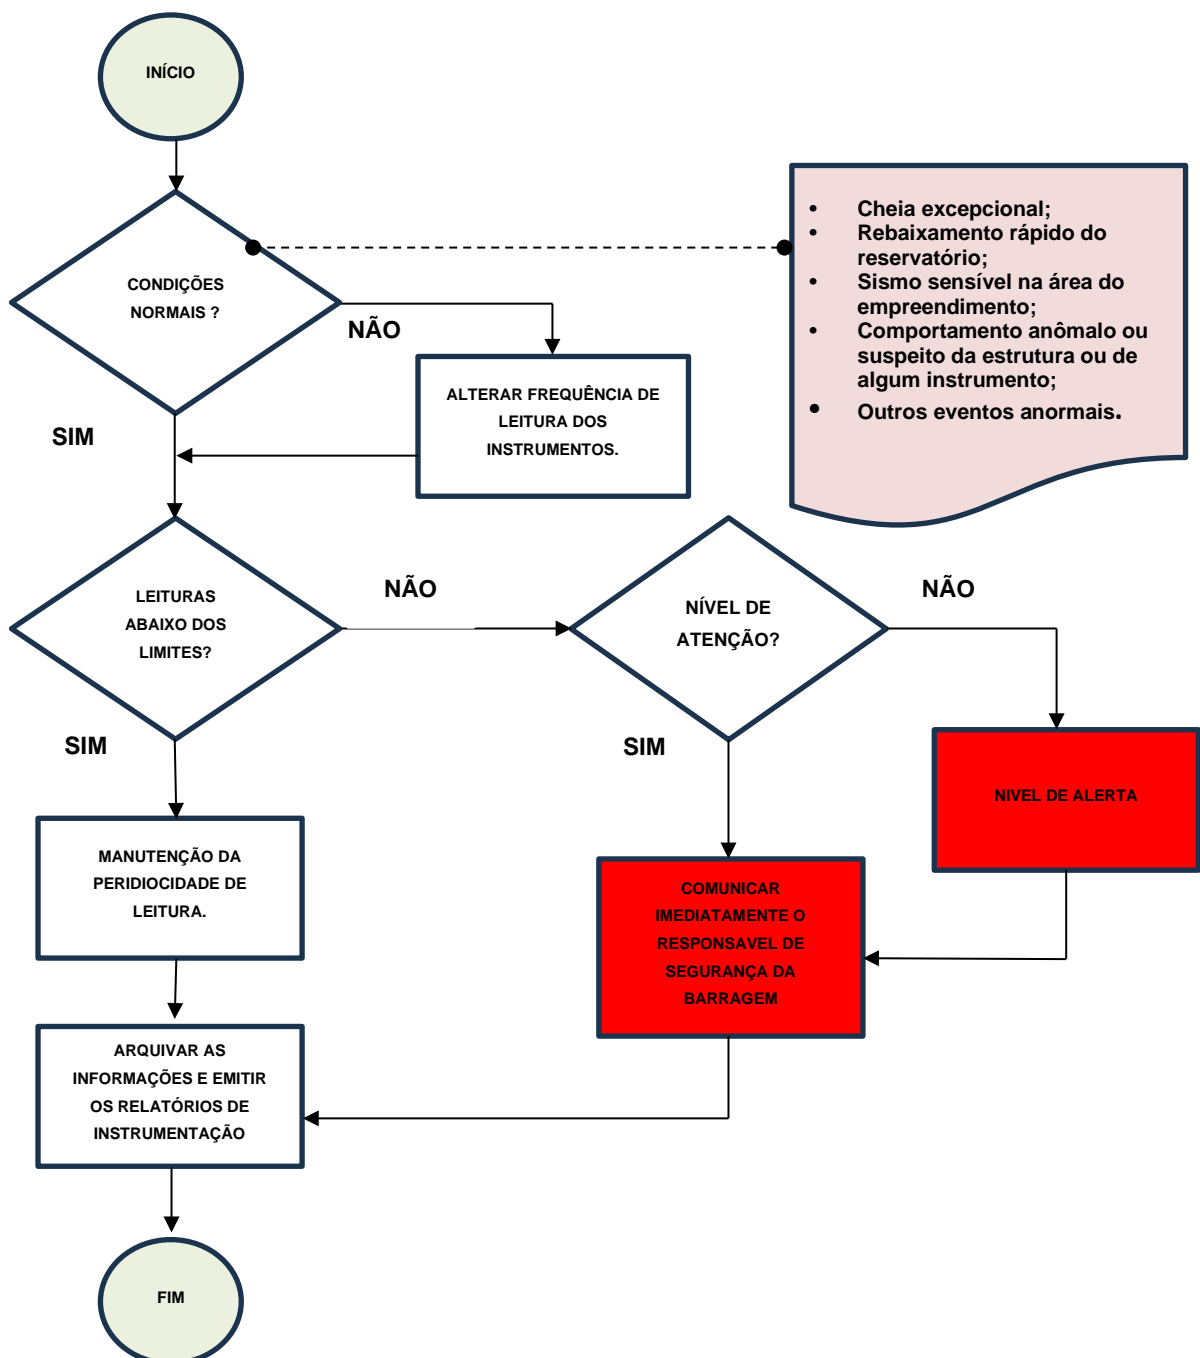 INÍCIO
CONDIÇÕES
NORMAIS ?
NÃO
SIM
• Cheia excepcional;
• Rebaixamento rápido do
reservatório;
• Sismo sensível na área do
empreendimento;
• Comportamento anômalo ou
suspeito da estrutura ou de
algum instrumento;
• Outros eventos anormais.
ALTERAR FREQUÊNCIA DE
LEITURA DOS
INSTRUMENTOS.
LEITURAS
ABAIXO DOS
LIMITES?
NÃO
SIM
NÍVEL DE
ATENÇÃO?
NÃO
SIM
NIVEL DE ALERTA
MANUTENÇÃO DA
PERIDIOCIDADE DE
LEITURA.
COMUNICAR
IMEDIATAMENTE O
RESPONSAVEL DE
SEGURANÇA DA
BARRAGEM
ARQUIVAR AS
INFORMAÇÕES E EMITIR
OS RELATÓRIOS DE
INSTRUMENTAÇÃO
FIM